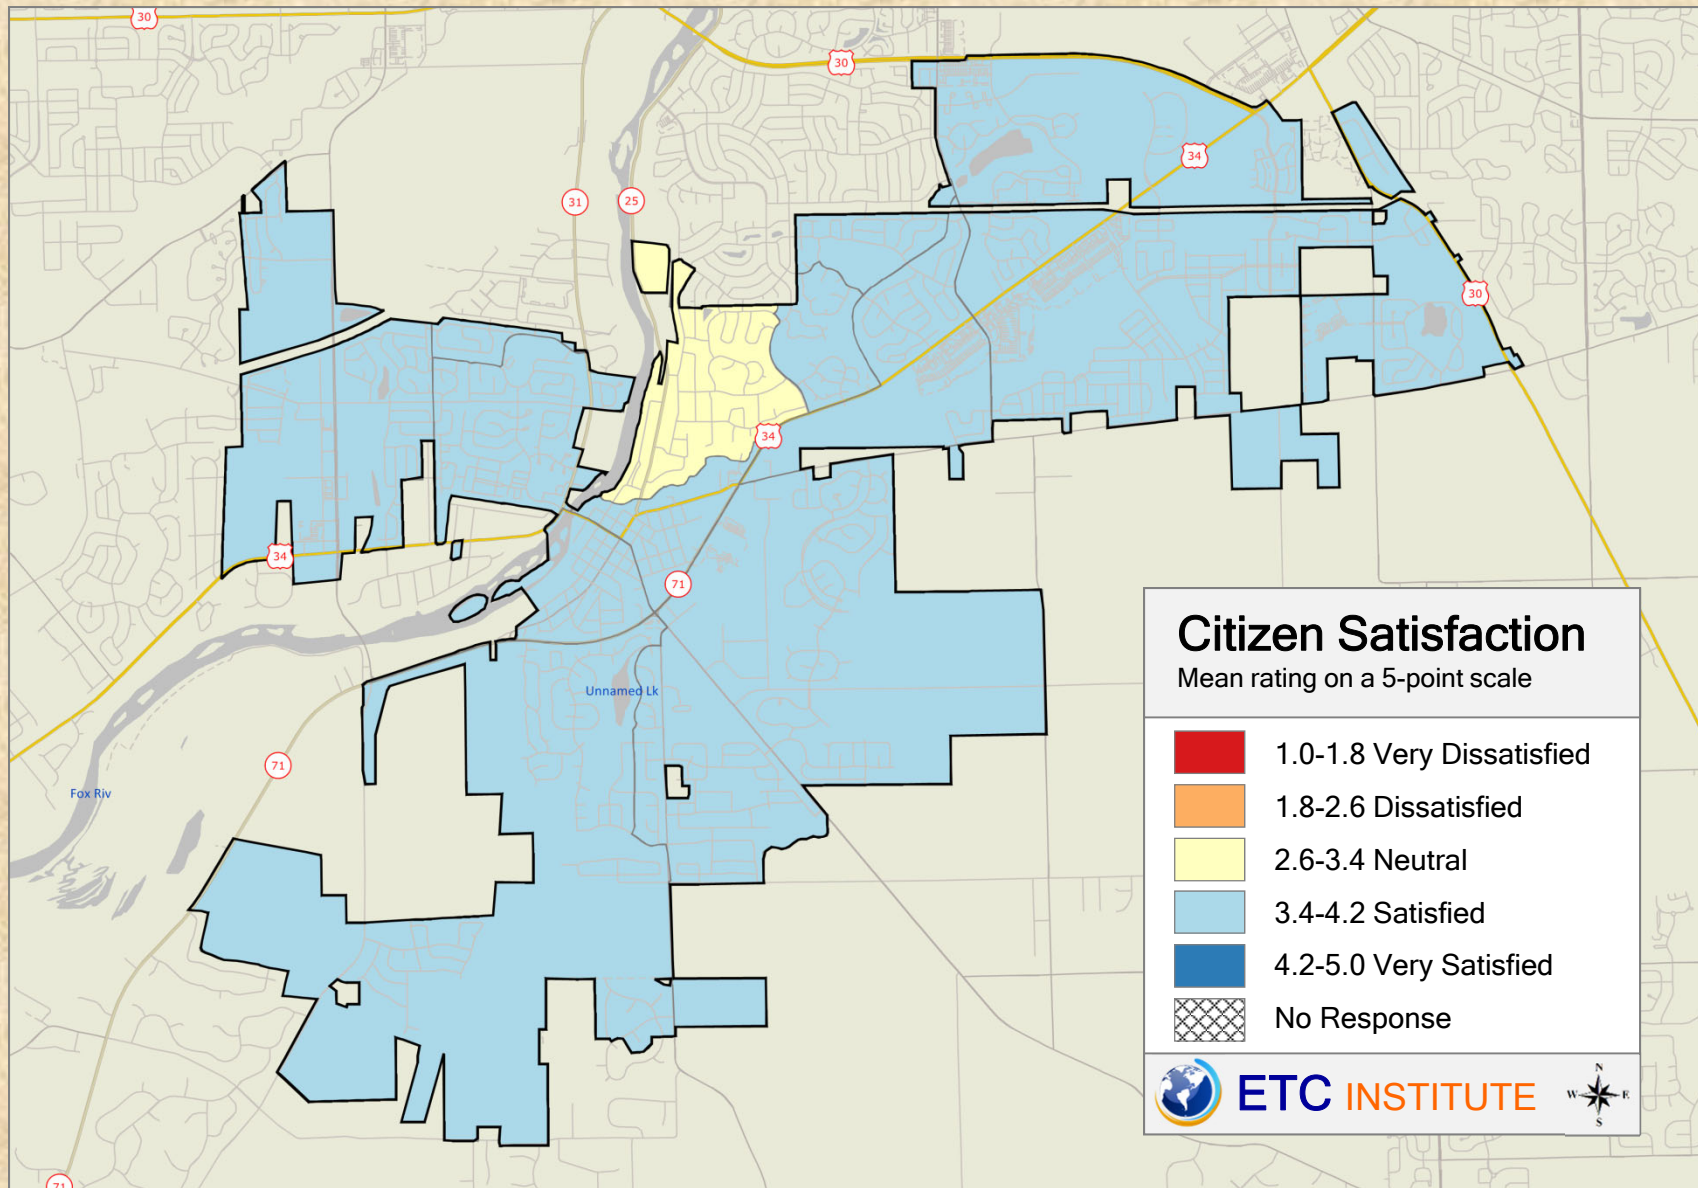 30
30
34
31
25
30
34
34
71
Unnamed Lk
71
Fox Riv
71
Citizen Satisfaction
Mean rating on a 5-point scale
1.0-1.8 Very Dissatisfied
1.8-2.6 Dissatisfied
2.6-3.4 Neutral
3.4-4.2 Satisfied
4.2-5.0 Very Satisfied
No Response
ETC INSTITUTE
N
W E
S